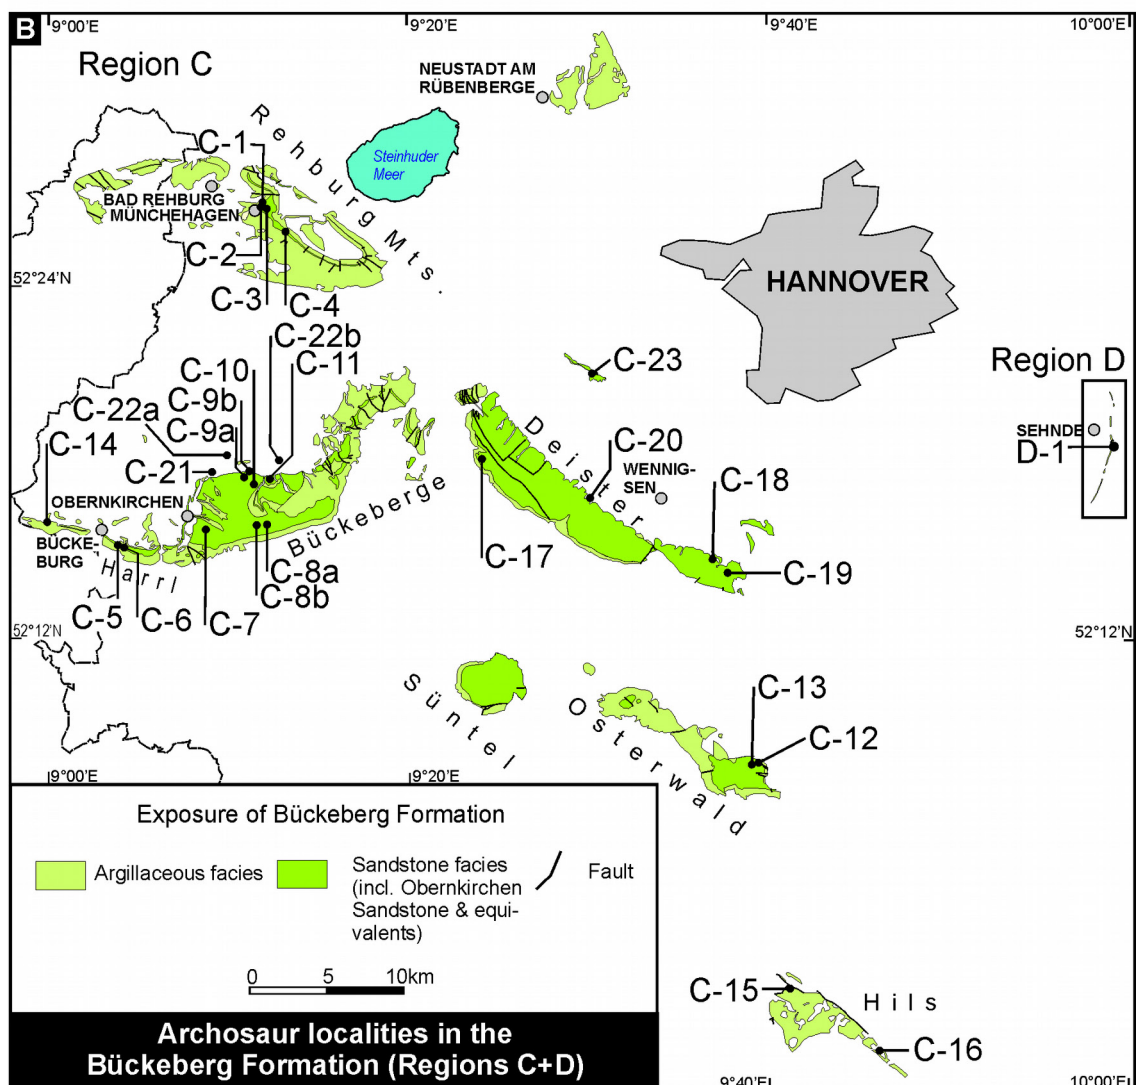 B
9°00'E
9°20'E
9°40'E
10°00'E
Region C
NEUSTADT AM
RÜBENBERGE
Rehburg Mts.
C-1
Steinhuder
Meer
BAD REHBURG
MÜNCHEHAGEN
C-2
C-3
C-4
52°24'N
HANNOVER
C-22b
C-11
C-10
C-9b
C-22a
C-9a
C-14
C-21
C-23
Region D
SEHNDE
D-1
Deister
C-20
WENNIG-
SEN
C-18
OBERNKIRCHEN
Bückeberge
BÜCKE-
BURG
Harrl
C-17
C-19
C-8a
C-8b
C-5
C-6
C-7
52°12'N
52°12'N
Süntel
Osterwald
C-13
C-12
9°00'E
9°20'E
Exposure of Bückeberg Formation
Argillaceous facies
Sandstone facies
(incl. Obernkirchen
Sandstone & equi-
valents)
Fault
0 5 10km
C-15
Hils
C-16
Archosaur localities in the
Bückeberg Formation (Regions C+D)
9°40'E
10°00'E